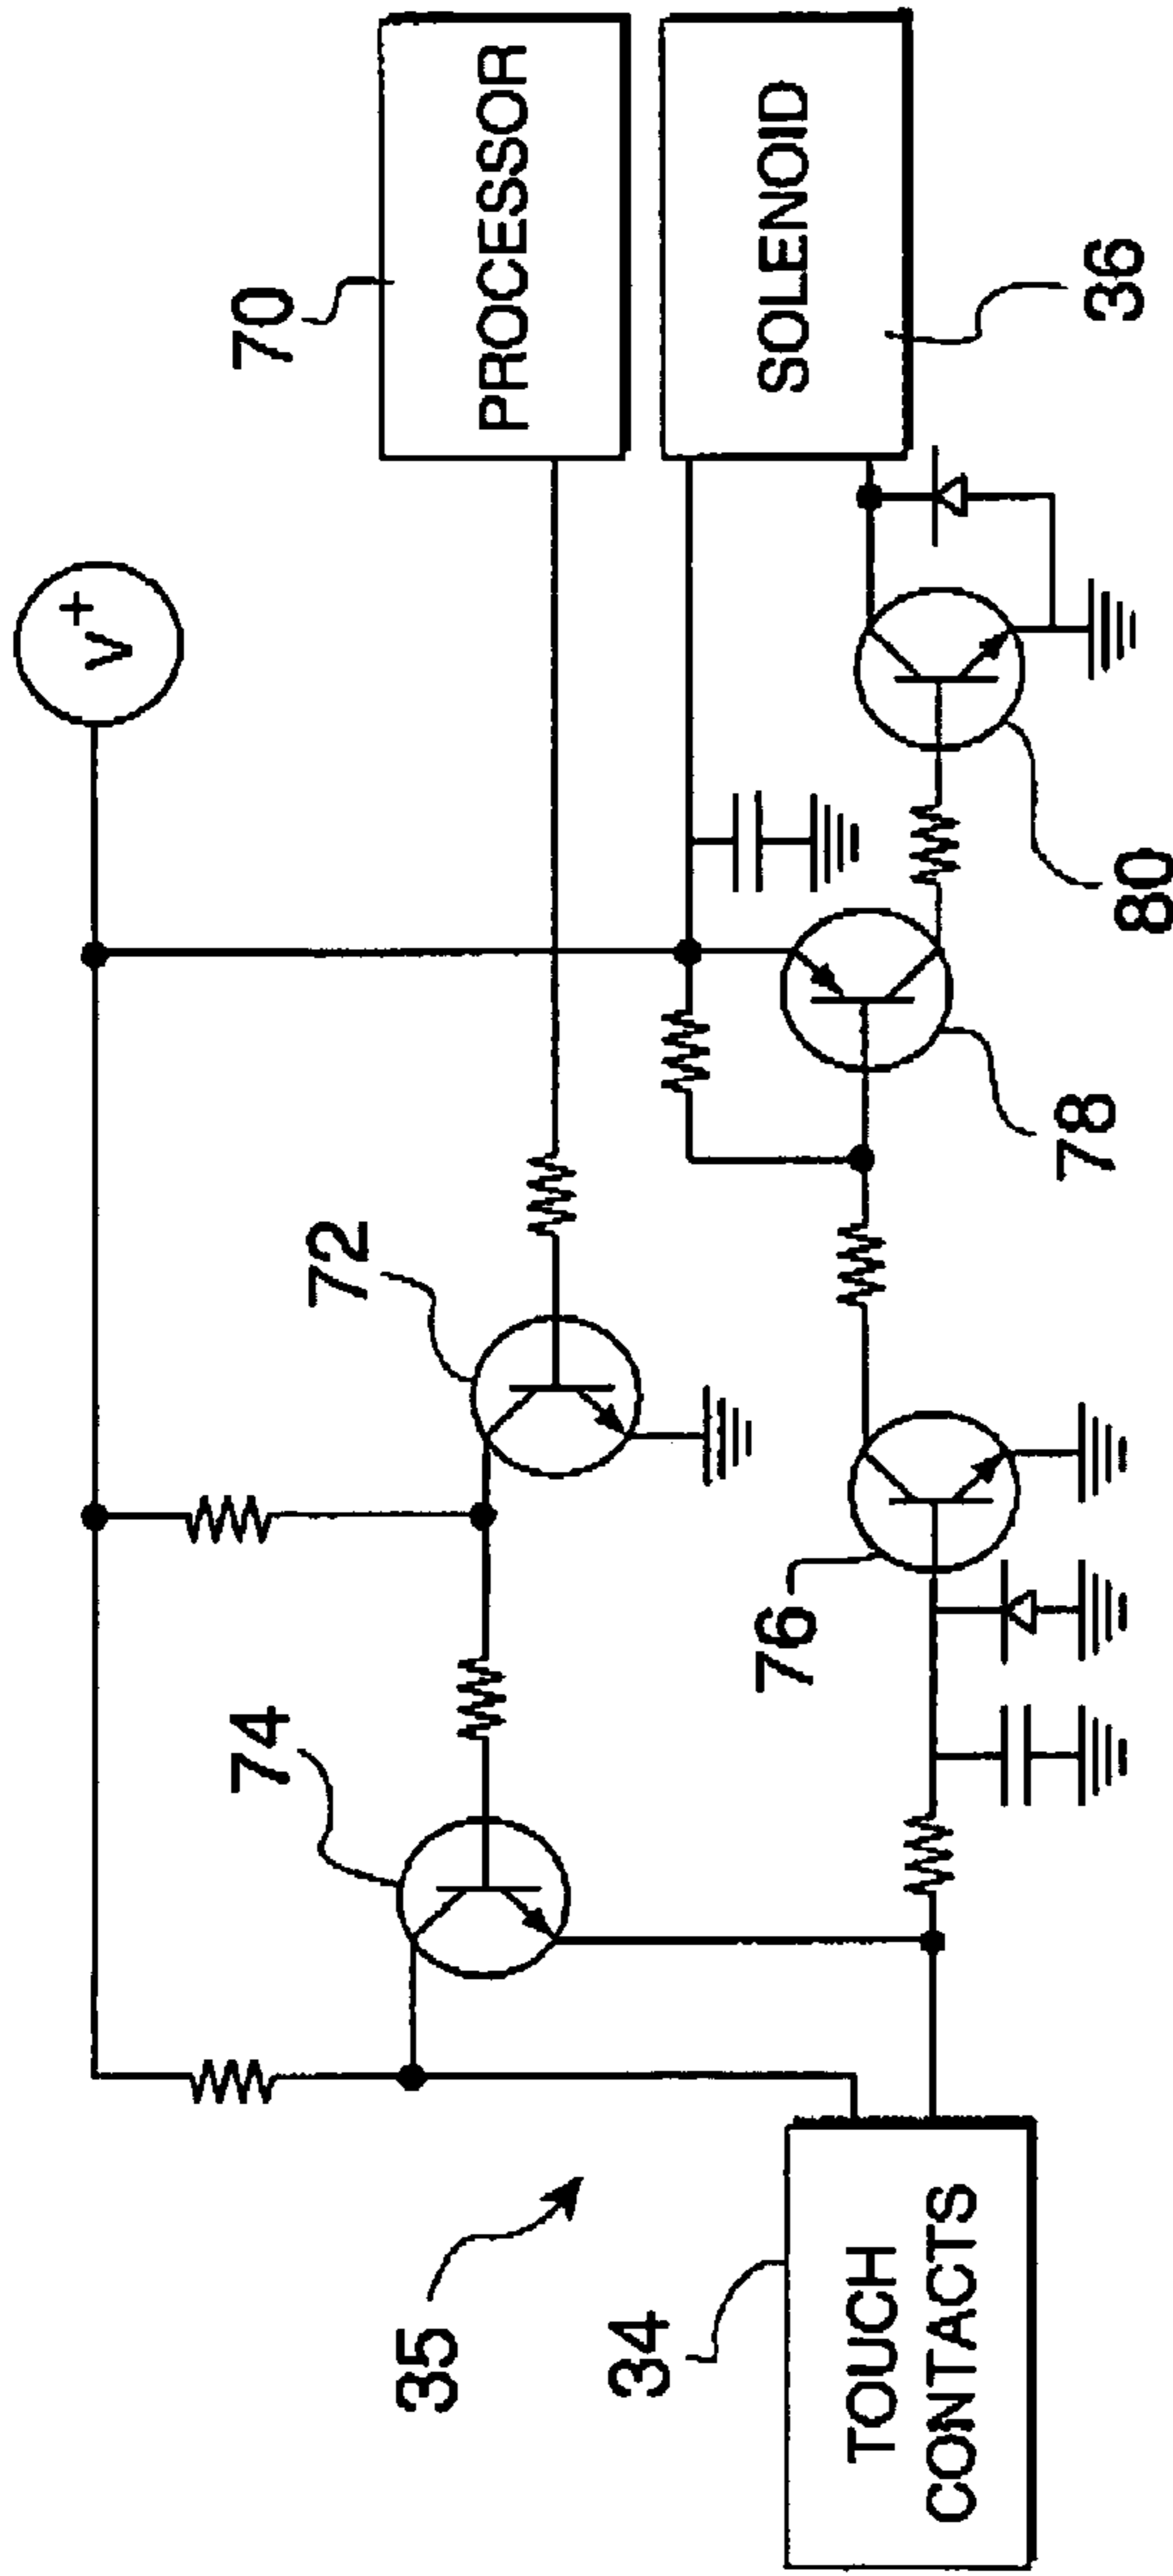 V+
70
PROCESSOR
SOLENOID
36
72
74
76
78
80
35
34
TOUCH
CONTACTS